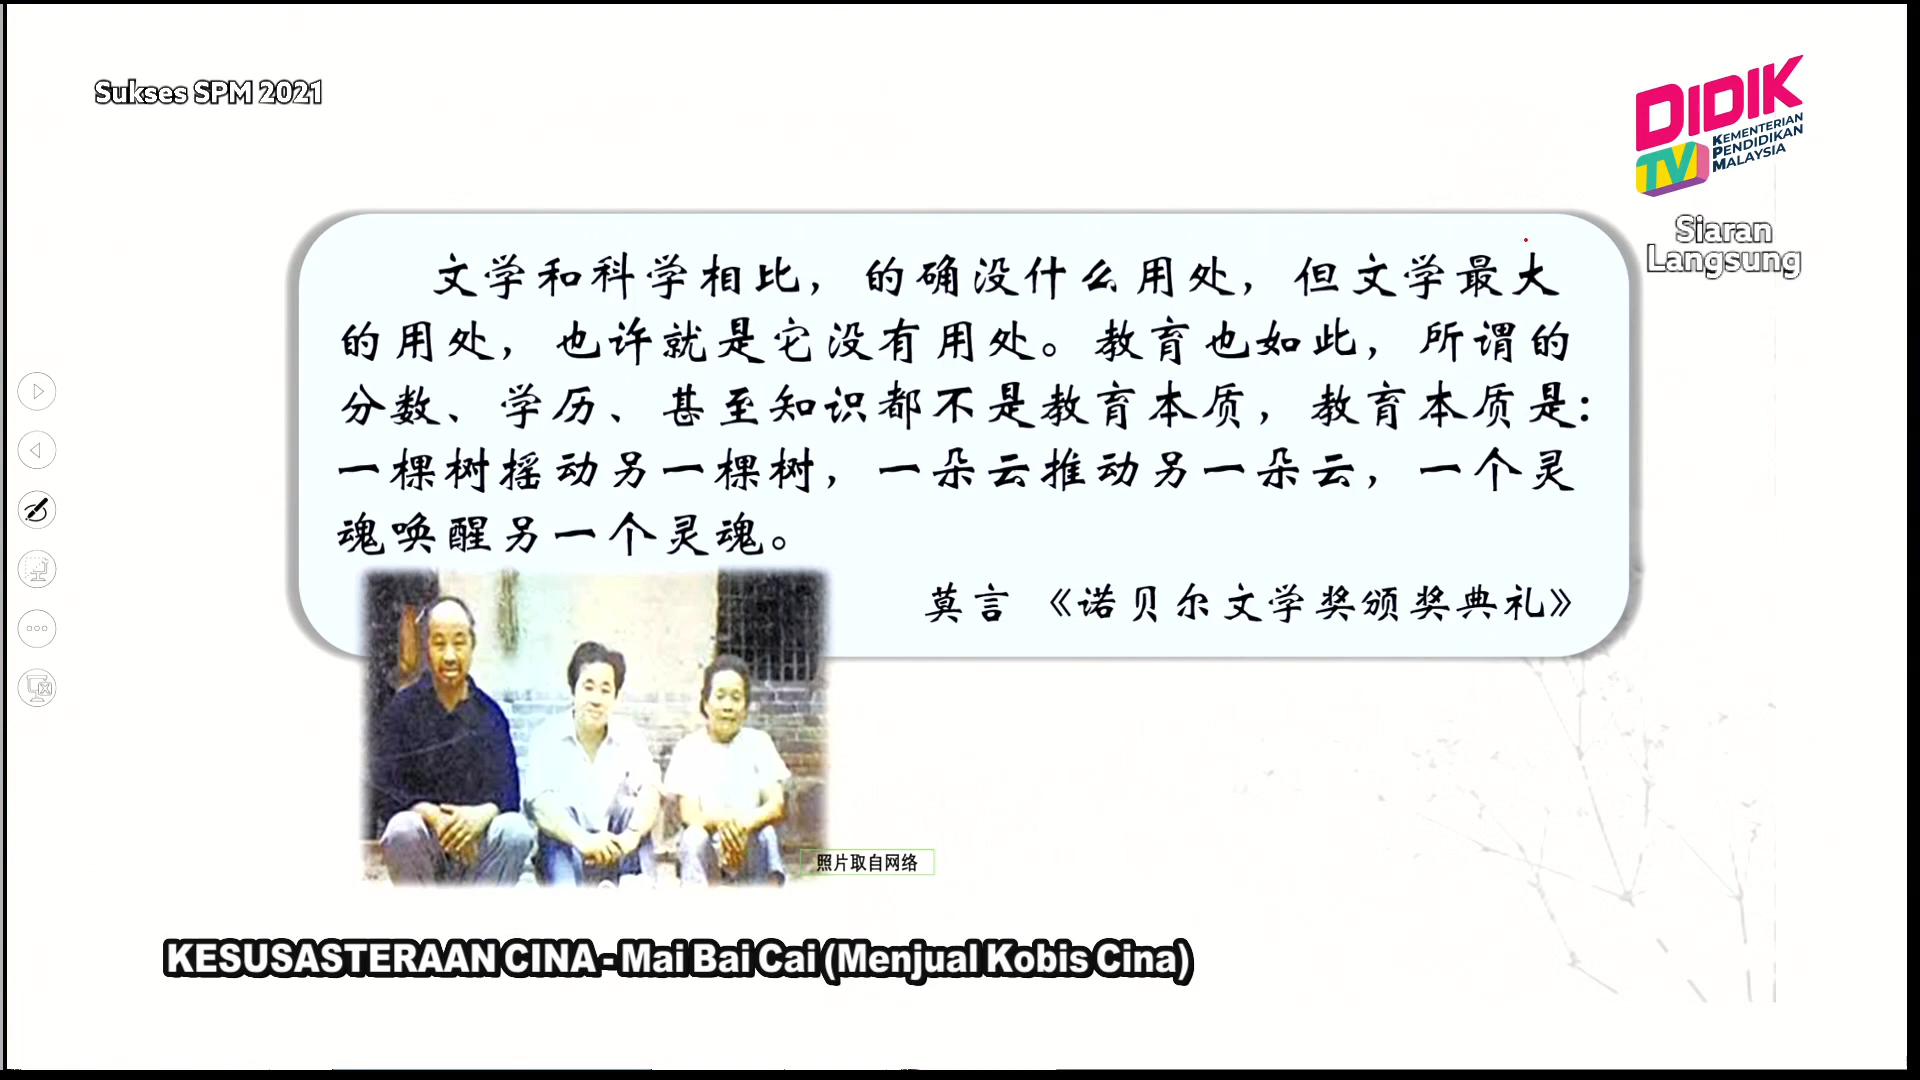 Sukses SPM 2021
DIDIK
TV
KEMENTERIAN
PENDIDIKAN
MALAYSIA
Siaran
Langsung
文学和科学相比，的确没什么用处，但文学最大
的用处，也许就是它没有用处。教育也如此，所谓的
分数、学历、甚至知识都不是教育本质，教育本质是：
一棵树摇动另一棵树，一朵云推动另一朵云，一个灵
魂唤醒另一个灵魂。
莫言 《诺贝尔文学奖颁奖典礼》
照片取自网络
KESUSASTERAAN CINA - Mai Bai Cai (Menjual Kobis Cina)